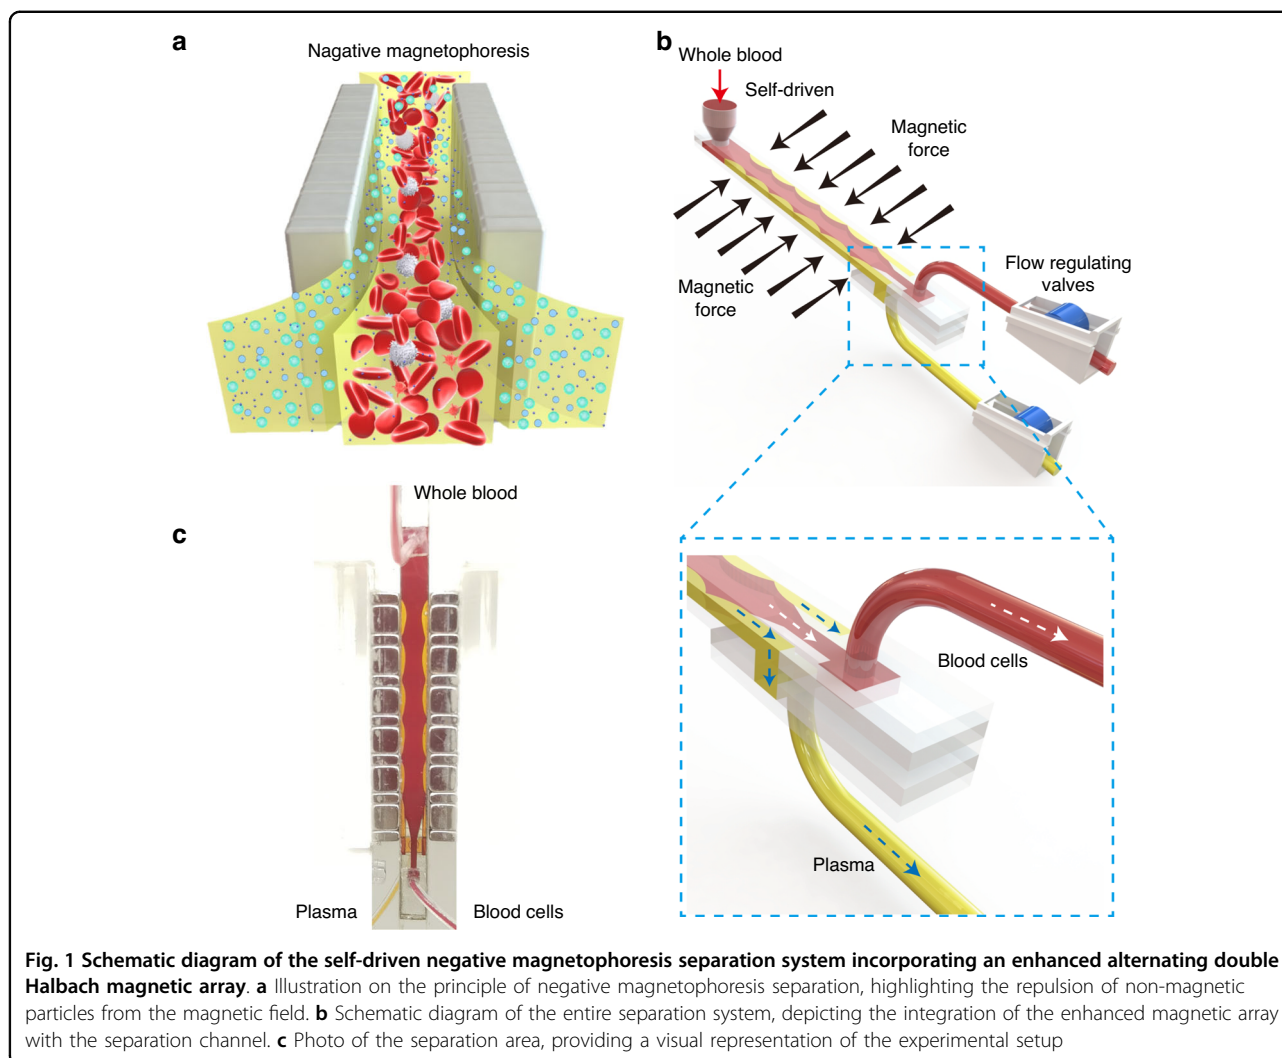 a
Nagative magnetophoresis
b
Whole blood
Self-driven
Magnetic
force
Magnetic
force
Flow regulating
valves
Blood cells
Plasma
c
Whole blood
Plasma
Blood cells
Fig. 1 Schematic diagram of the self-driven negative magnetophoresis separation system incorporating an enhanced alternating double
Halbach magnetic array. a Illustration on the principle of negative magnetophoresis separation, highlighting the repulsion of non-magnetic
particles from the magnetic field. b Schematic diagram of the entire separation system, depicting the integration of the enhanced magnetic array
with the separation channel. c Photo of the separation area, providing a visual representation of the experimental setup